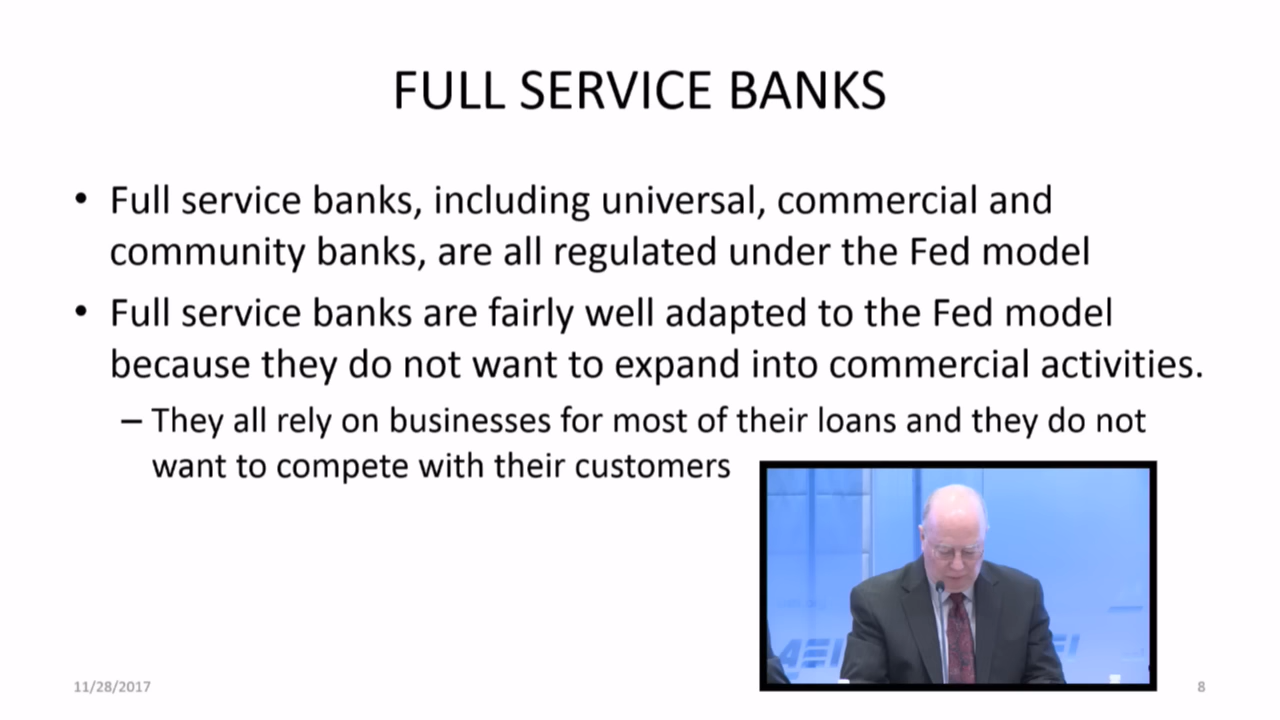 FULL SERVICE BANKS
• Full service banks, including universal, commercial and
community banks, are all regulated under the Fed model
• Full service banks are fairly well adapted to the Fed model
because they do not want to expand into commercial activities.
– They all rely on businesses for most of their loans and they do not
want to compete with their customers
AEI
EI
11/28/2017
8